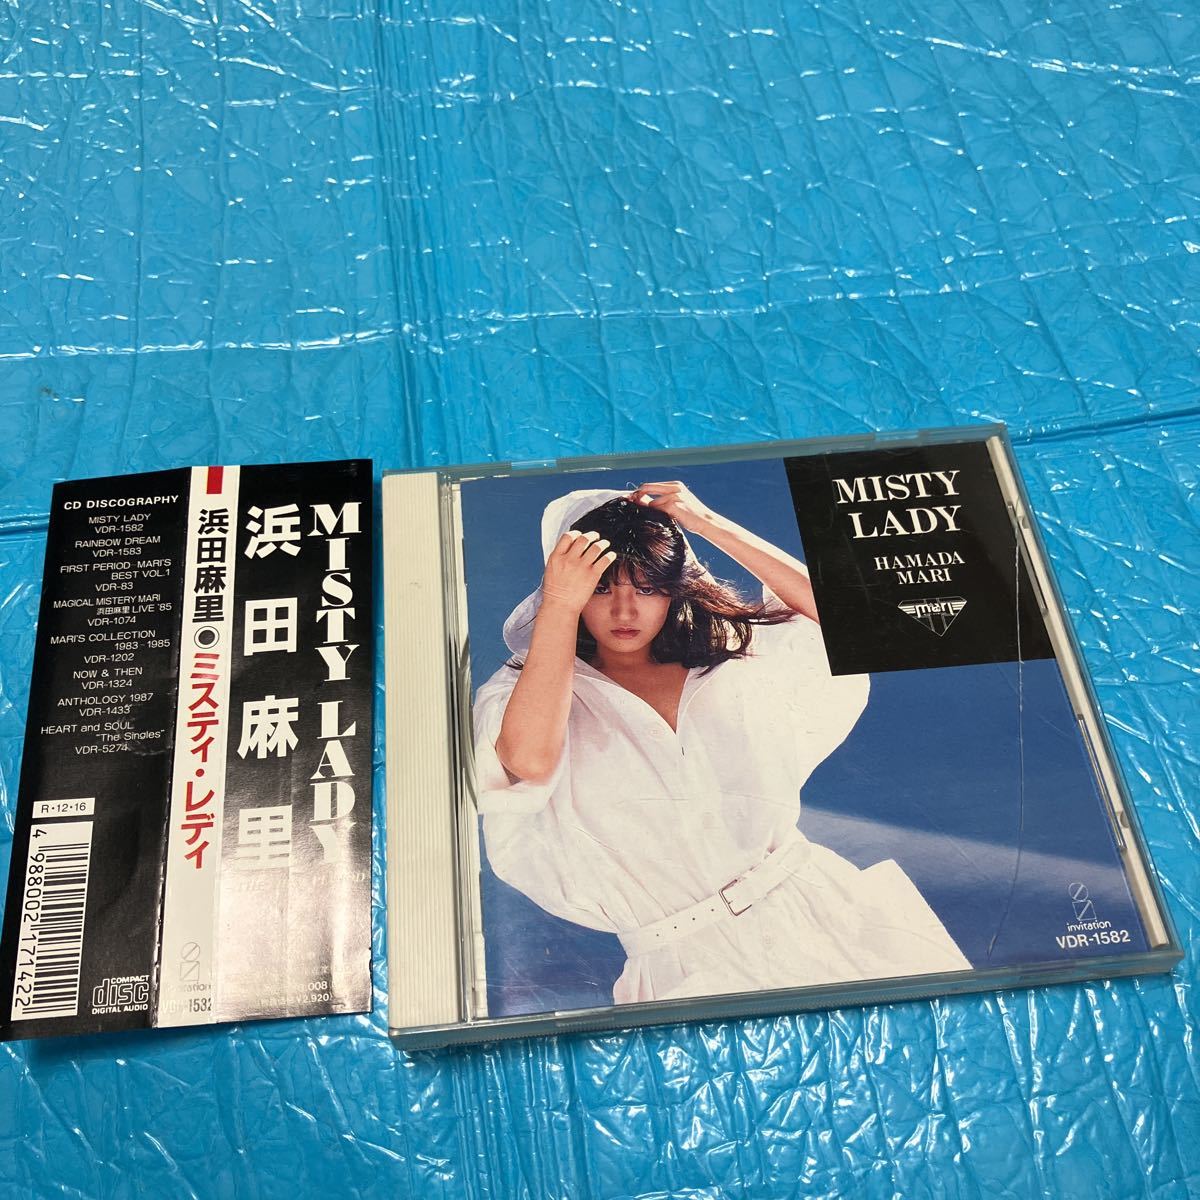 CD DISCOGRAPHY
MISTY LADY
VDR-1582
RAINBOW DREAM
VDR-1583
FIRST PERIOD-MARI'S
BEST VOL.1
VDR-83
MAGICAL MISTERY MARI
浜田麻里 LIVE '85
VDR-1074
MARI'S COLLECTION
1983-1985
VDR-1202
NOW & THEN
VDR-1324
ANTHOLOGY 1987
VDR-1433
HEART and SOUL
"The Singles"
VDR-5274
R・12・16
4 988002 171422
COMPACT
disc
DIGITAL AUDIO
浜田麻里◉ミスティ・レディ
invitation
VDR-1582
浜田麻里
MISTY LADY
MISTY
LADY
HAMADA
MARI
mari
invitation
VDR-1582